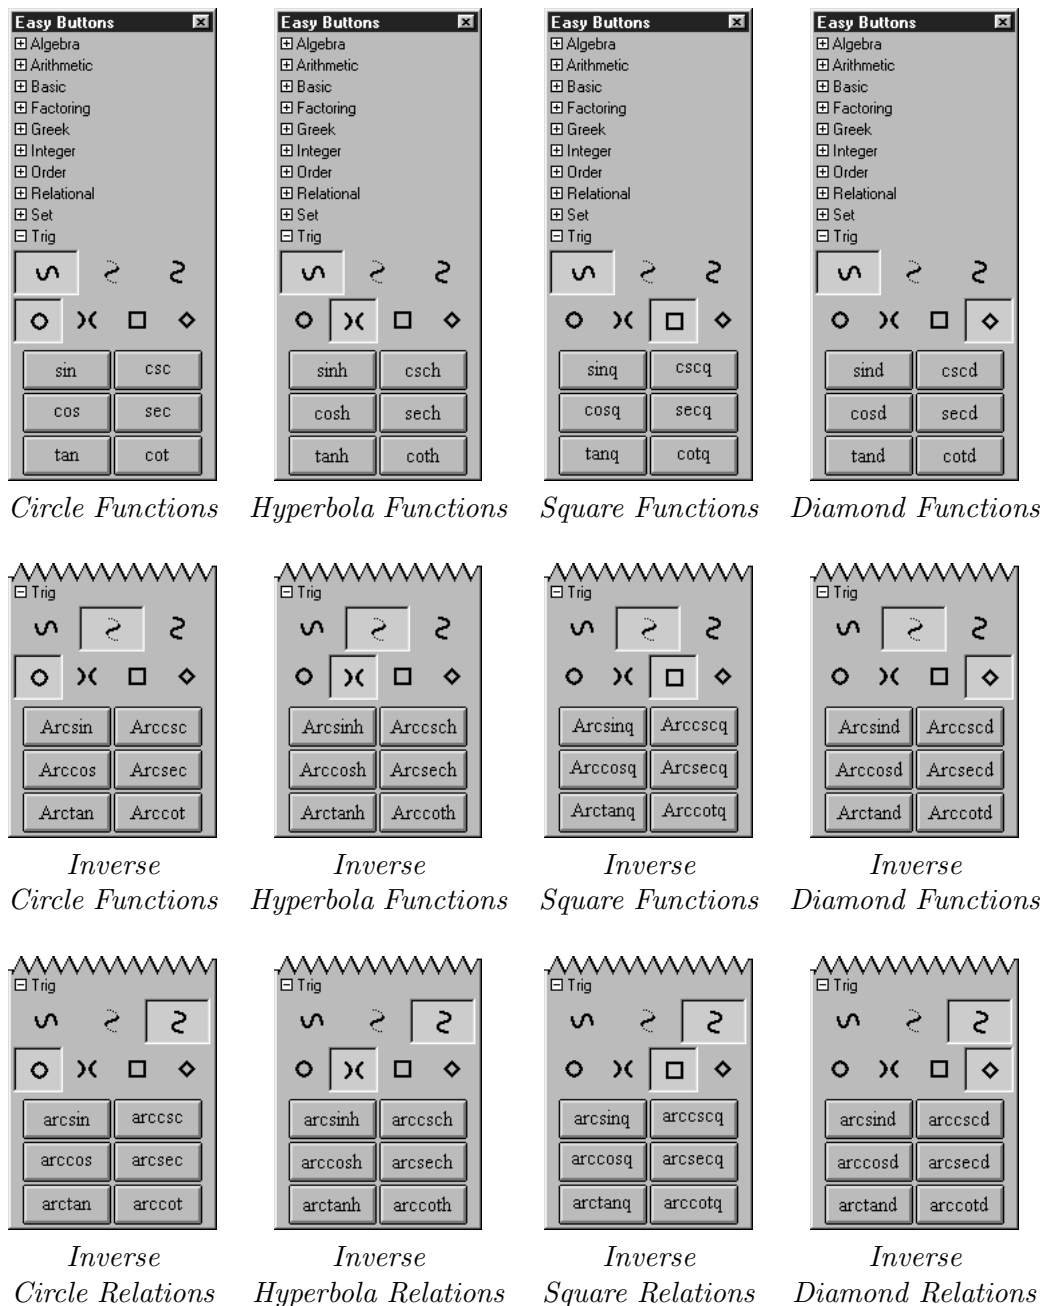 Easy Buttons
Algebra
Arithmetic
Basic
Factoring
Greek
Integer
Order
Relational
Set
Trig
sin csc
cos sec
tan cot
Circle Functions
Easy Buttons
Algebra
Arithmetic
Basic
Factoring
Greek
Integer
Order
Relational
Set
Trig
sinh csch
cosh sech
tanh coth
Hyperbola Functions
Easy Buttons
Algebra
Arithmetic
Basic
Factoring
Greek
Integer
Order
Relational
Set
Trig
sinq cscq
cosq secq
tanq cotq
Square Functions
Easy Buttons
Algebra
Arithmetic
Basic
Factoring
Greek
Integer
Order
Relational
Set
Trig
sind cscd
cosd secd
tand cotd
Diamond Functions
Trig
Arcsin Arccsc
Arccos Arcsec
Arctan Arccot
Inverse
Circle Functions
Trig
Arcsinh Arccsch
Arccosh Arcsech
Arctanh Arccoth
Inverse
Hyperbola Functions
Trig
Arcsinq Arccscq
Arccosq Arcsecq
Arctanq Arccotq
Inverse
Square Functions
Trig
Arcsind Arccscd
Arccosd Arcsecd
Arctand Arccotd
Inverse
Diamond Functions
Trig
arcsin arccsc
arccos arcsec
arctan arccot
Inverse
Circle Relations
Trig
arcsinh arccsch
arccosh arcsech
arctanh arccoth
Inverse
Hyperbola Relations
Trig
arcsinq arccscq
arccosq arcsecq
arctanq arccotq
Inverse
Square Relations
Trig
arcsind arccscd
arccosd arcsecd
arctand arccotd
Inverse
Diamond Relations